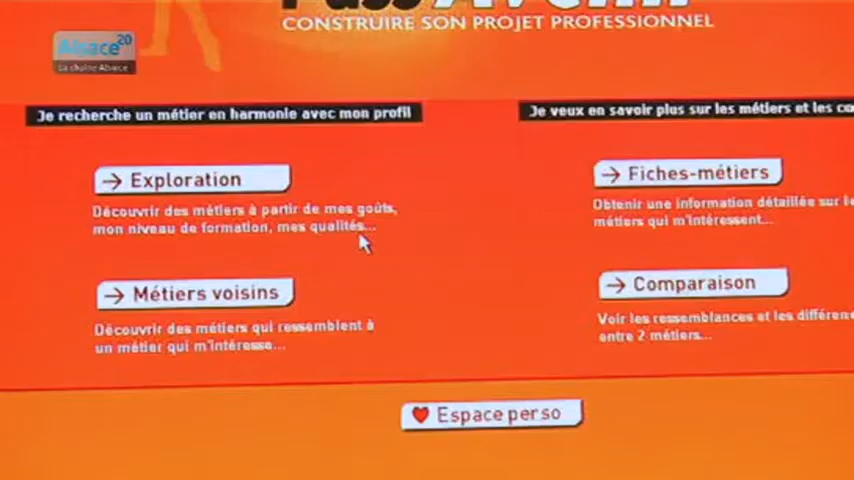 CONSTRUIRE SON PROJET PROFESSIONNEL
Alsace20
La chaîne Alsace
Je recherche un métier en harmonie avec mon profil
→ Exploration
Découvrir des métiers à partir de mes goûts,
mon niveau de formation, mes qualités...
→ Métiers voisins
Découvrir des métiers qui ressemblent à
un métier qui m'intéresse...
Je veux en savoir plus sur les métiers et les
→ Fiches-métiers
Obtenir une information détaillée sur
métiers qui m'intéressent...
→ Comparaison
Voir les ressemblances et les
entre 2 métiers...
Espace perso